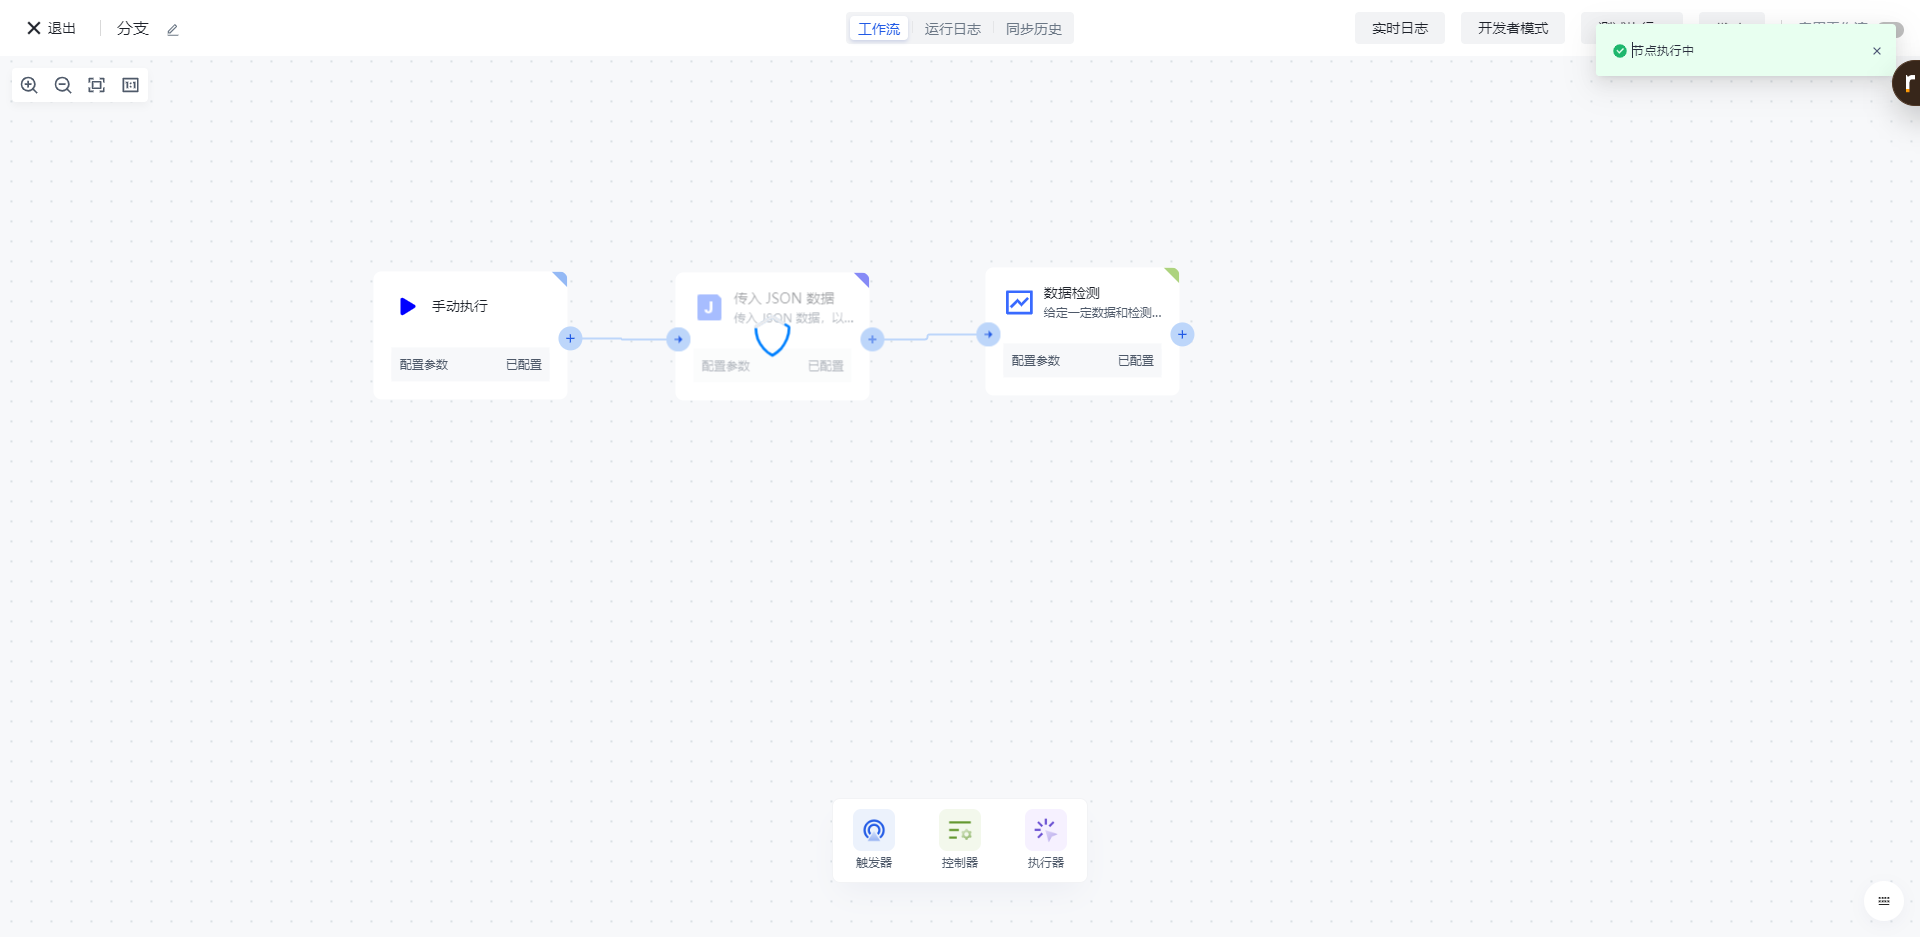 退出
分支
工作流
运行日志
同步历史
实时日志
开发者模式
节点执行中
r
1:1
手动执行
配置参数
已配置
J
传入 JSON 数据
传入 JSON 数据，以...
配置参数
已配置
数据检测
给定一定数据和检测...
配置参数
已配置
触发器
控制器
执行器